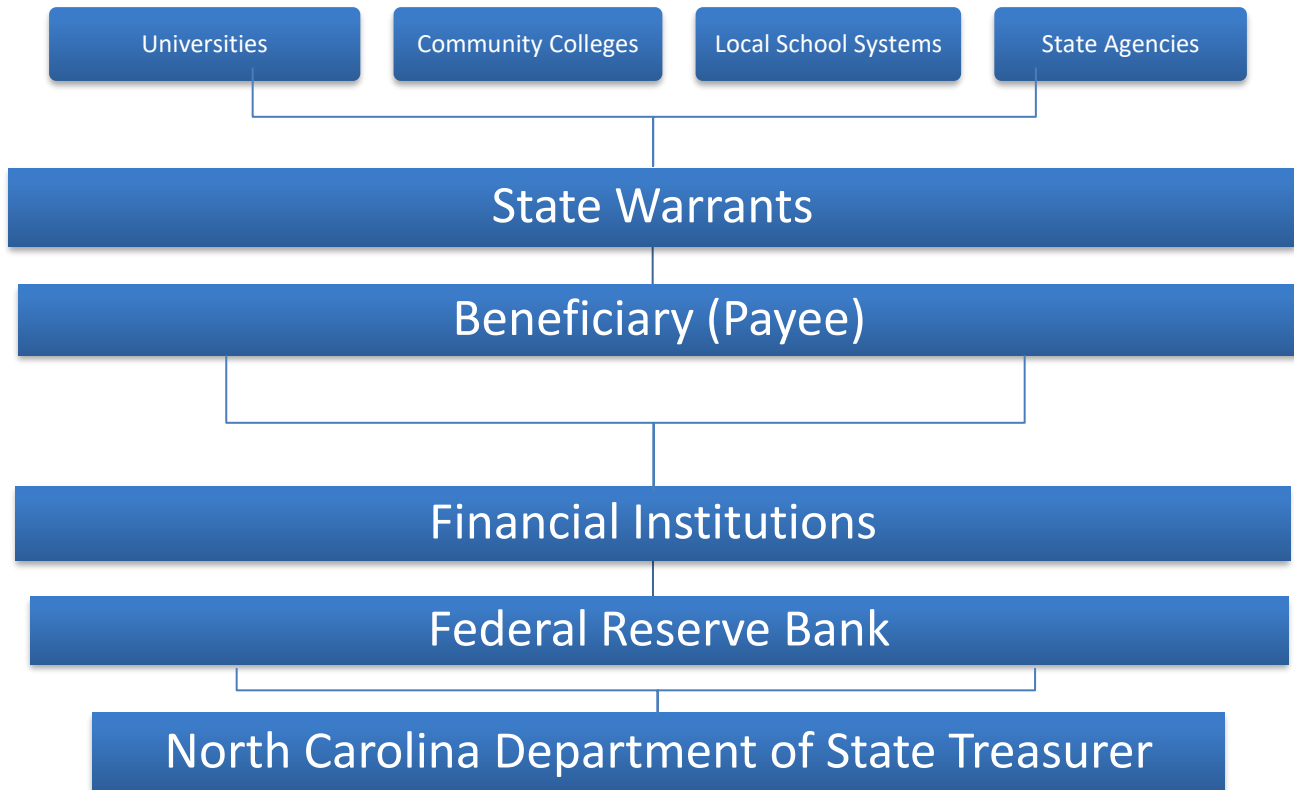 Universities
Community Colleges
Local School Systems
State Agencies
State Warrants
Beneficiary (Payee)
Financial Institutions
Federal Reserve Bank
North Carolina Department of State Treasurer